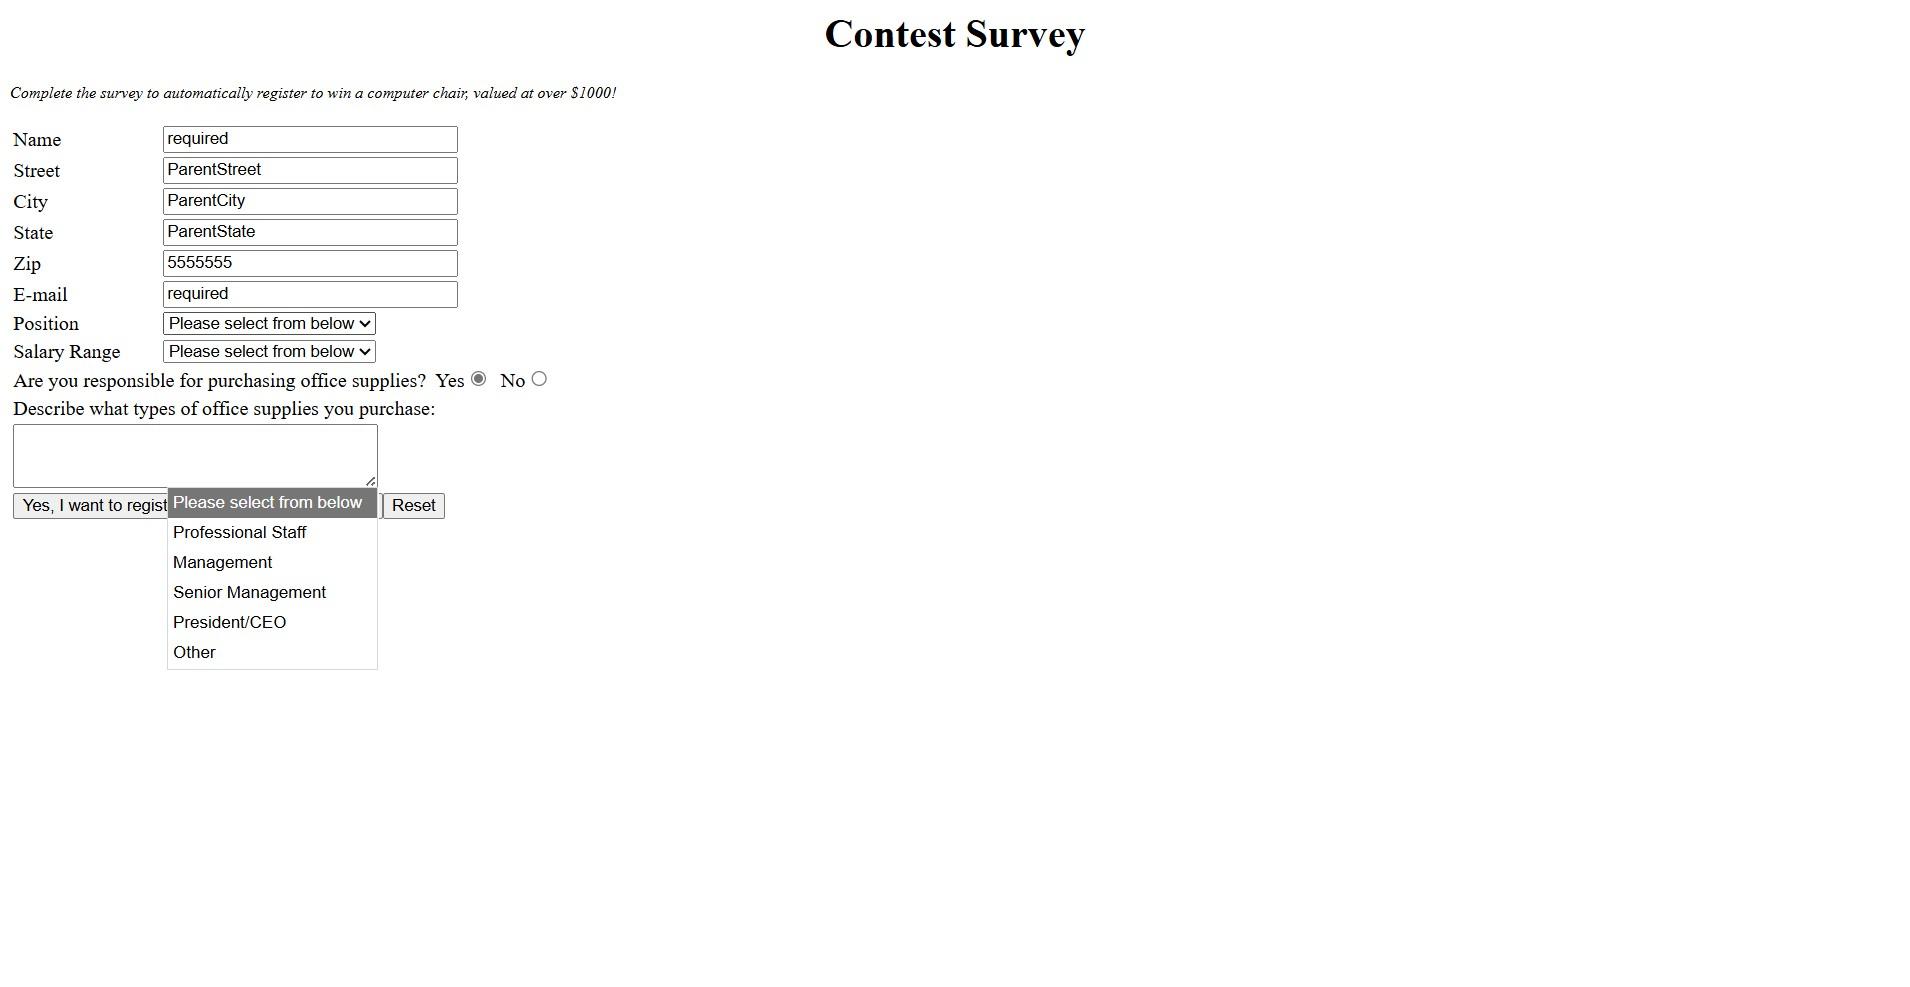 Contest Survey
Complete the survey to automatically register to win a computer chair, valued at over $1000!
Name required
Street ParentStreet
City ParentCity
State ParentState
Zip 5555555
E-mail required
Position Please select from below
Salary Range Please select from below
Are you responsible for purchasing office supplies? Yes No
Describe what types of office supplies you purchase:
Yes, I want to regist Please select from below Reset
Professional Staff
Management
Senior Management
President/CEO
Other